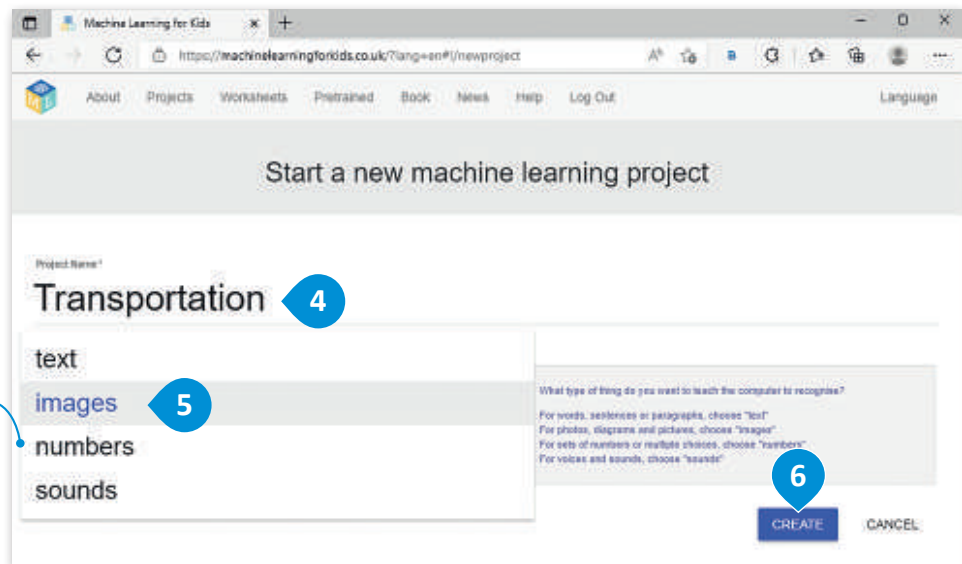 Machine Learning for Kids
https://machinelearningforkids.co.uk/?lang=en#!/newproject
About Projects Worksheets Pretrained Book News Help Log Out Language
Start a new machine learning project
Project Name*
Transportation 4
text
images 5
numbers
sounds
What type of thing do you want to teach the computer to recognise?
For words, sentences or paragraphs, choose "text"
For photos, diagrams and pictures, choose "images"
For sets of numbers or multiple choices, choose "numbers"
For voices and sounds, choose "sounds"
6
CREATE CANCEL